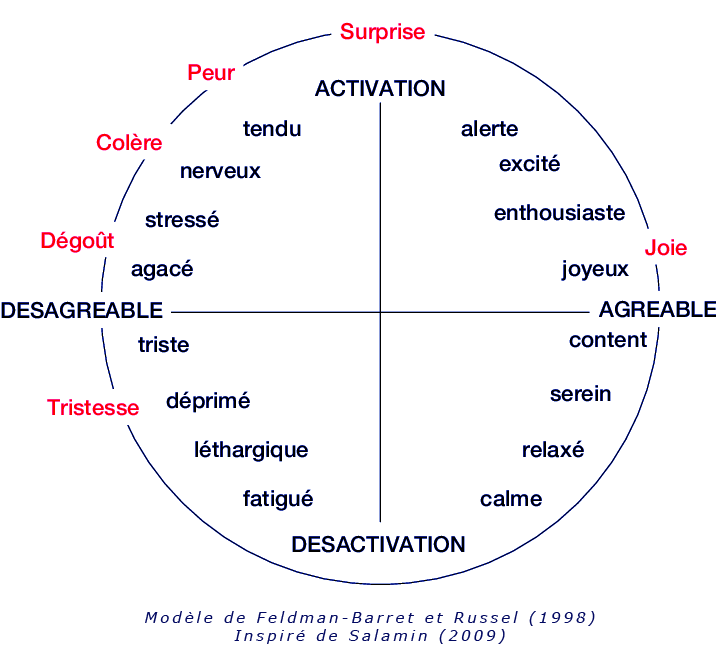 Surprise
Peur
ACTIVATION
tendu
alerte
Colère
excité
nerveux
stressé
enthousiaste
Dégoût
Joie
agacé
joyeux
DESAGREABLE
AGREABLE
triste
content
déprimé
serein
Tristesse
léthargique
relaxé
fatigué
calme
DESACTIVATION
Modèle de Feldman-Barret et Russel (1998)
Inspiré de Salamin (2009)